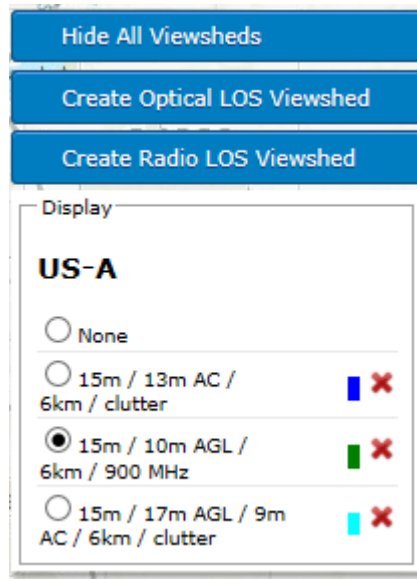 Hide All Viewsheds
Create Optical LOS Viewshed
Create Radio LOS Viewshed
Display
US-A
None
15m / 13m AC /
6km / clutter
15m / 10m AGL /
6km / 900 MHz
15m / 17m AGL / 9m
AC / 6km / clutter